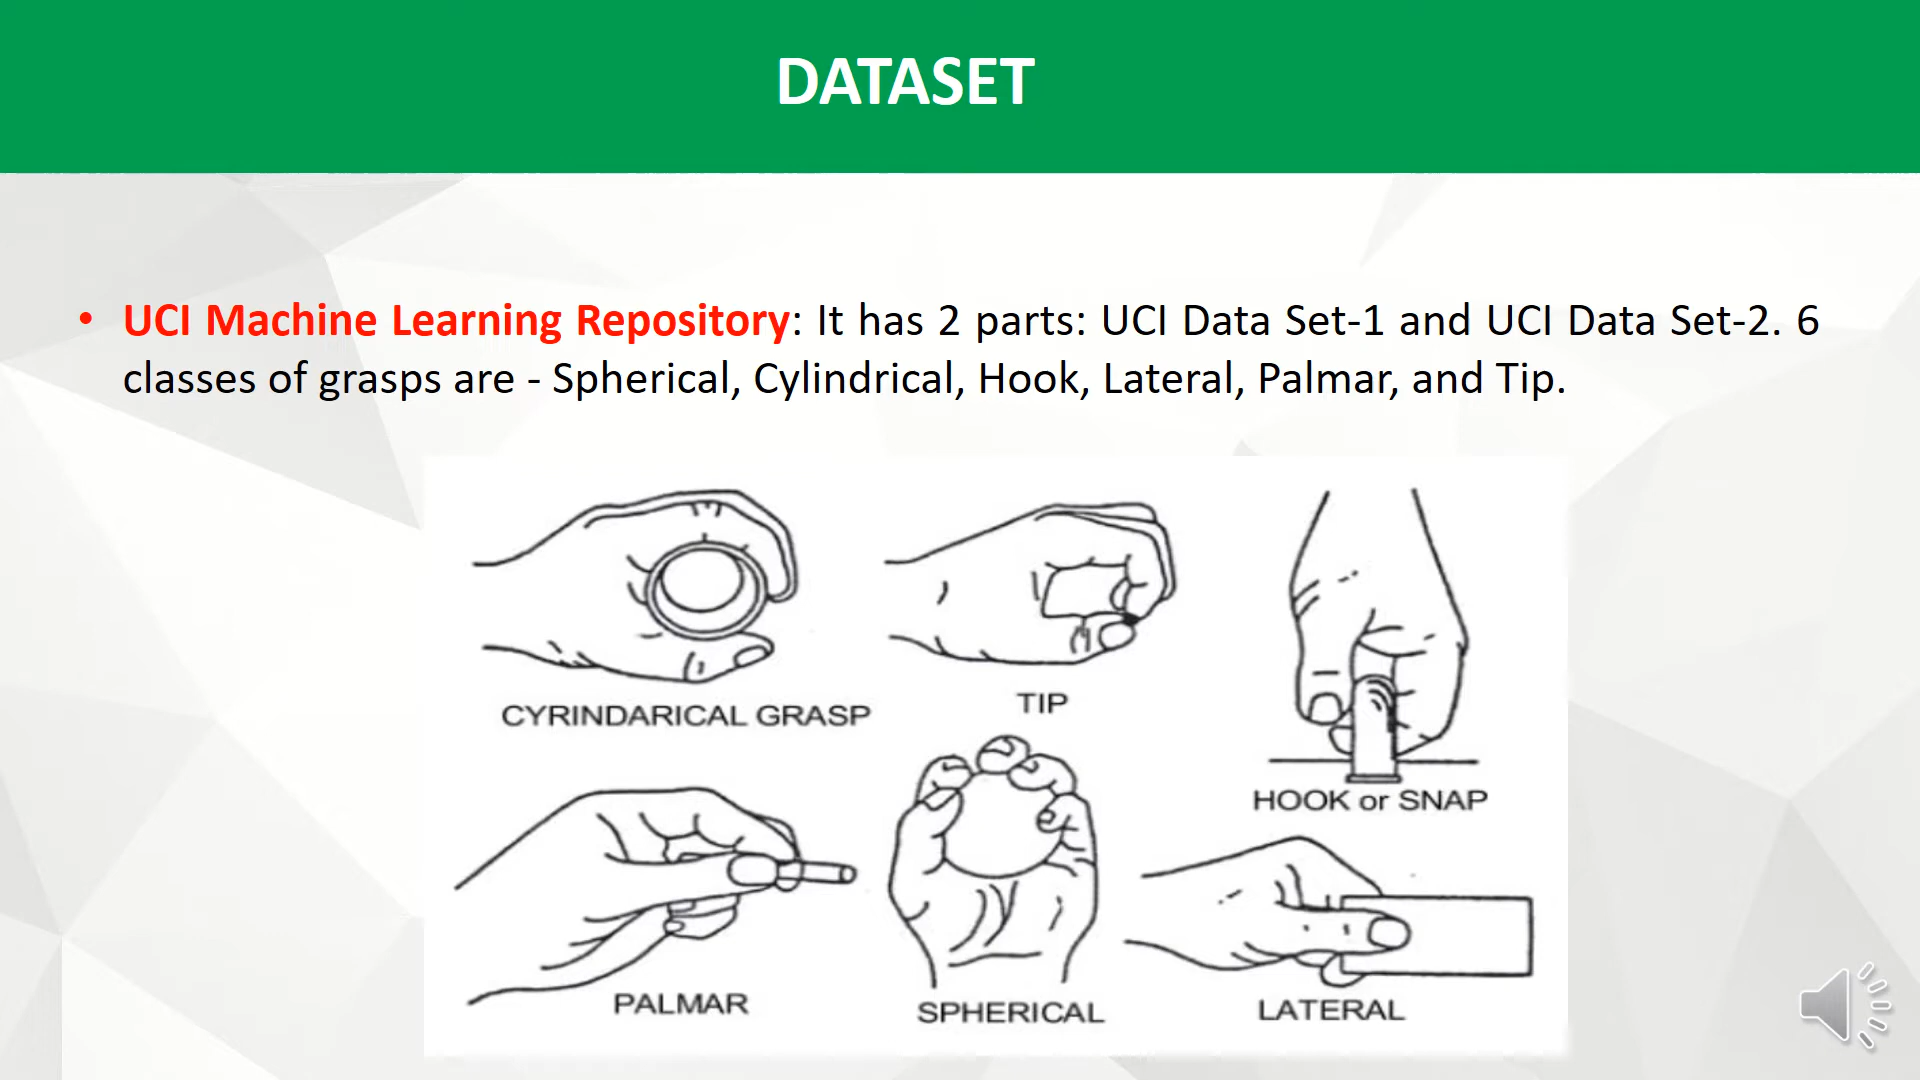 DATASET
• UCI Machine Learning Repository: It has 2 parts: UCI Data Set-1 and UCI Data Set-2. 6
classes of grasps are - Spherical, Cylindrical, Hook, Lateral, Palmar, and Tip.
CYRINDARICAL GRASP
TIP
HOOK or SNAP
PALMAR
SPHERICAL
LATERAL